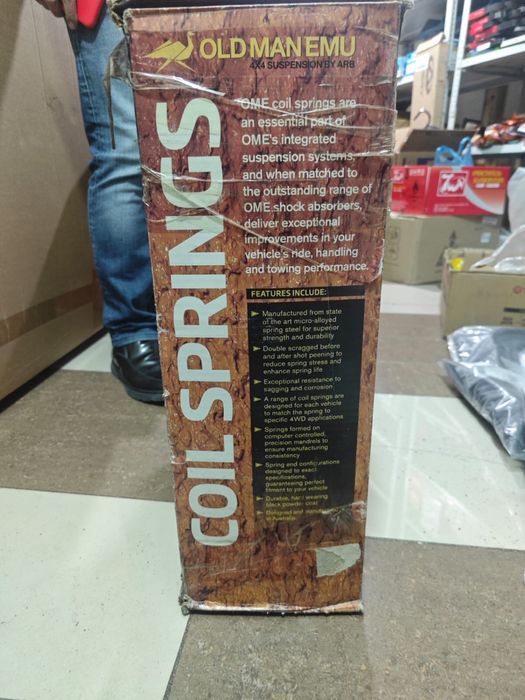 OLD MAN EMU
4X4 SUSPENSION BY ARB
COIL SPRINGS
OME coil springs are
an essential part of
OME's integrated
suspension systems,
and when matched to
the outstanding range of
OME shock absorbers,
deliver exceptional
improvements in your
vehicle's ride, handling
and towing performance.
FEATURES INCLUDE:
Manufactured from state
of the art micro-alloyed
spring steel for superior
strength and durability
Double scragged before
and after shot peening to
reduce spring stress and
enhance spring life
Exceptional resistance to
sagging and corrosion
A range of coil springs are
designed for each vehicle
to match the spring to
specific 4WD applications
Springs formed on
computer controlled,
precision mandrels to
ensure manufacturing
consistency
Spring end configurations
designed to exact
specifications,
guaranteeing perfect
fitment to your vehicle
Durable, hard wearing
black powder coat
Designed and
in Australia